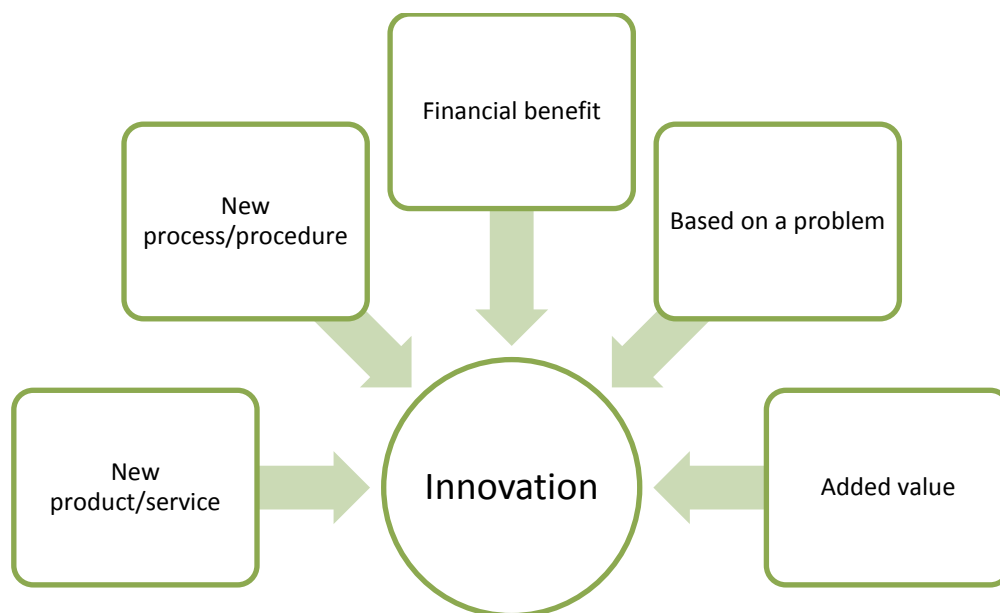 Financial benefit
New
process/procedure
Based on a problem
New
product/service
Innovation
Added value